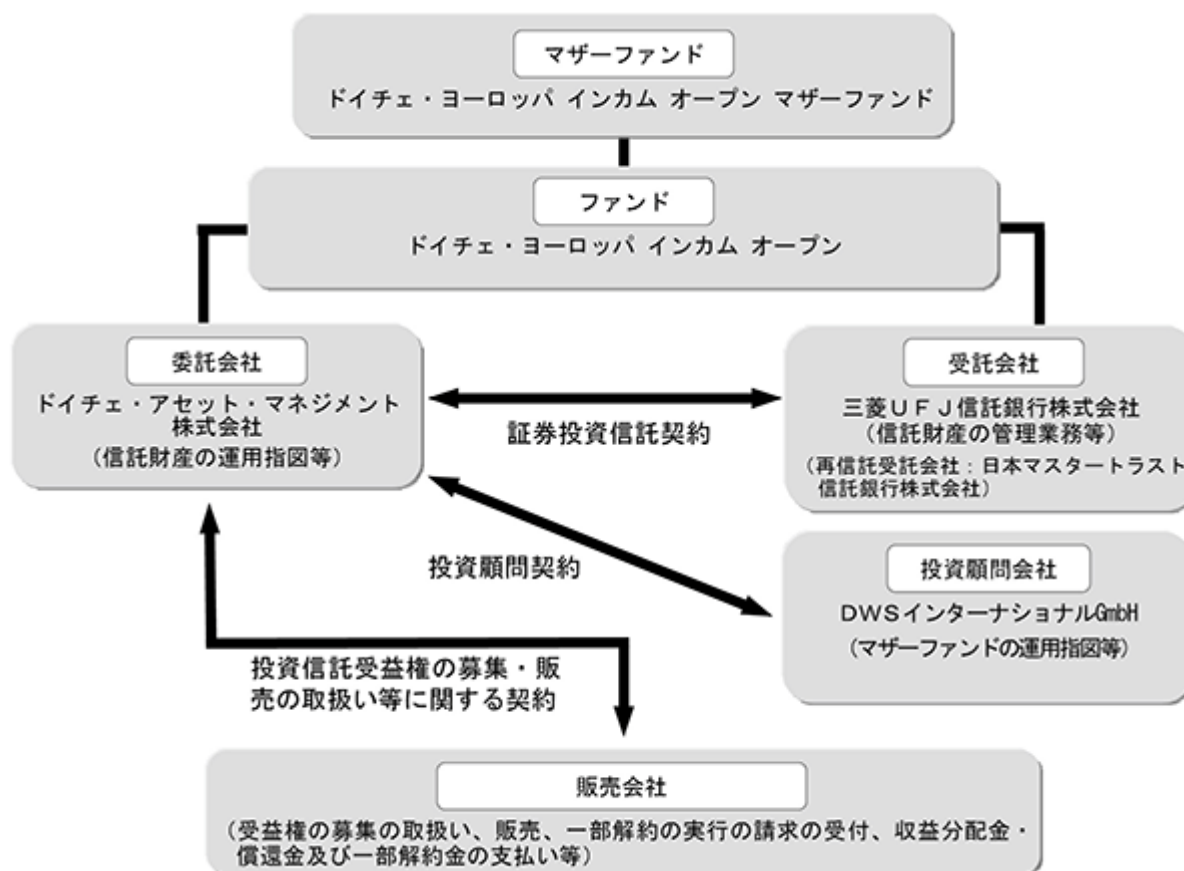 マザーファンド
ドイチェ・ヨーロッパ インカム オープン マザーファンド
ファンド
ドイチェ・ヨーロッパ インカム オープン
委託会社
ドイチェ・アセット・マネジメント
株式会社
(信託財産の運用指図等)
証券投資信託契約
受託会社
三菱UFJ信託銀行株式会社
(信託財産の管理業務等)
(再信託受託会社:日本マスタートラスト
信託銀行株式会社)
投資顧問契約
投資顧問会社
DWSインターナショナルGmbH
(マザーファンドの運用指図等)
投資信託受益権の募集・販
売の取扱い等に関する契約
販売会社
(受益権の募集の取扱い、販売、一部解約の実行の請求の受付、収益分配金・
償還金及び一部解約金の支払い等)